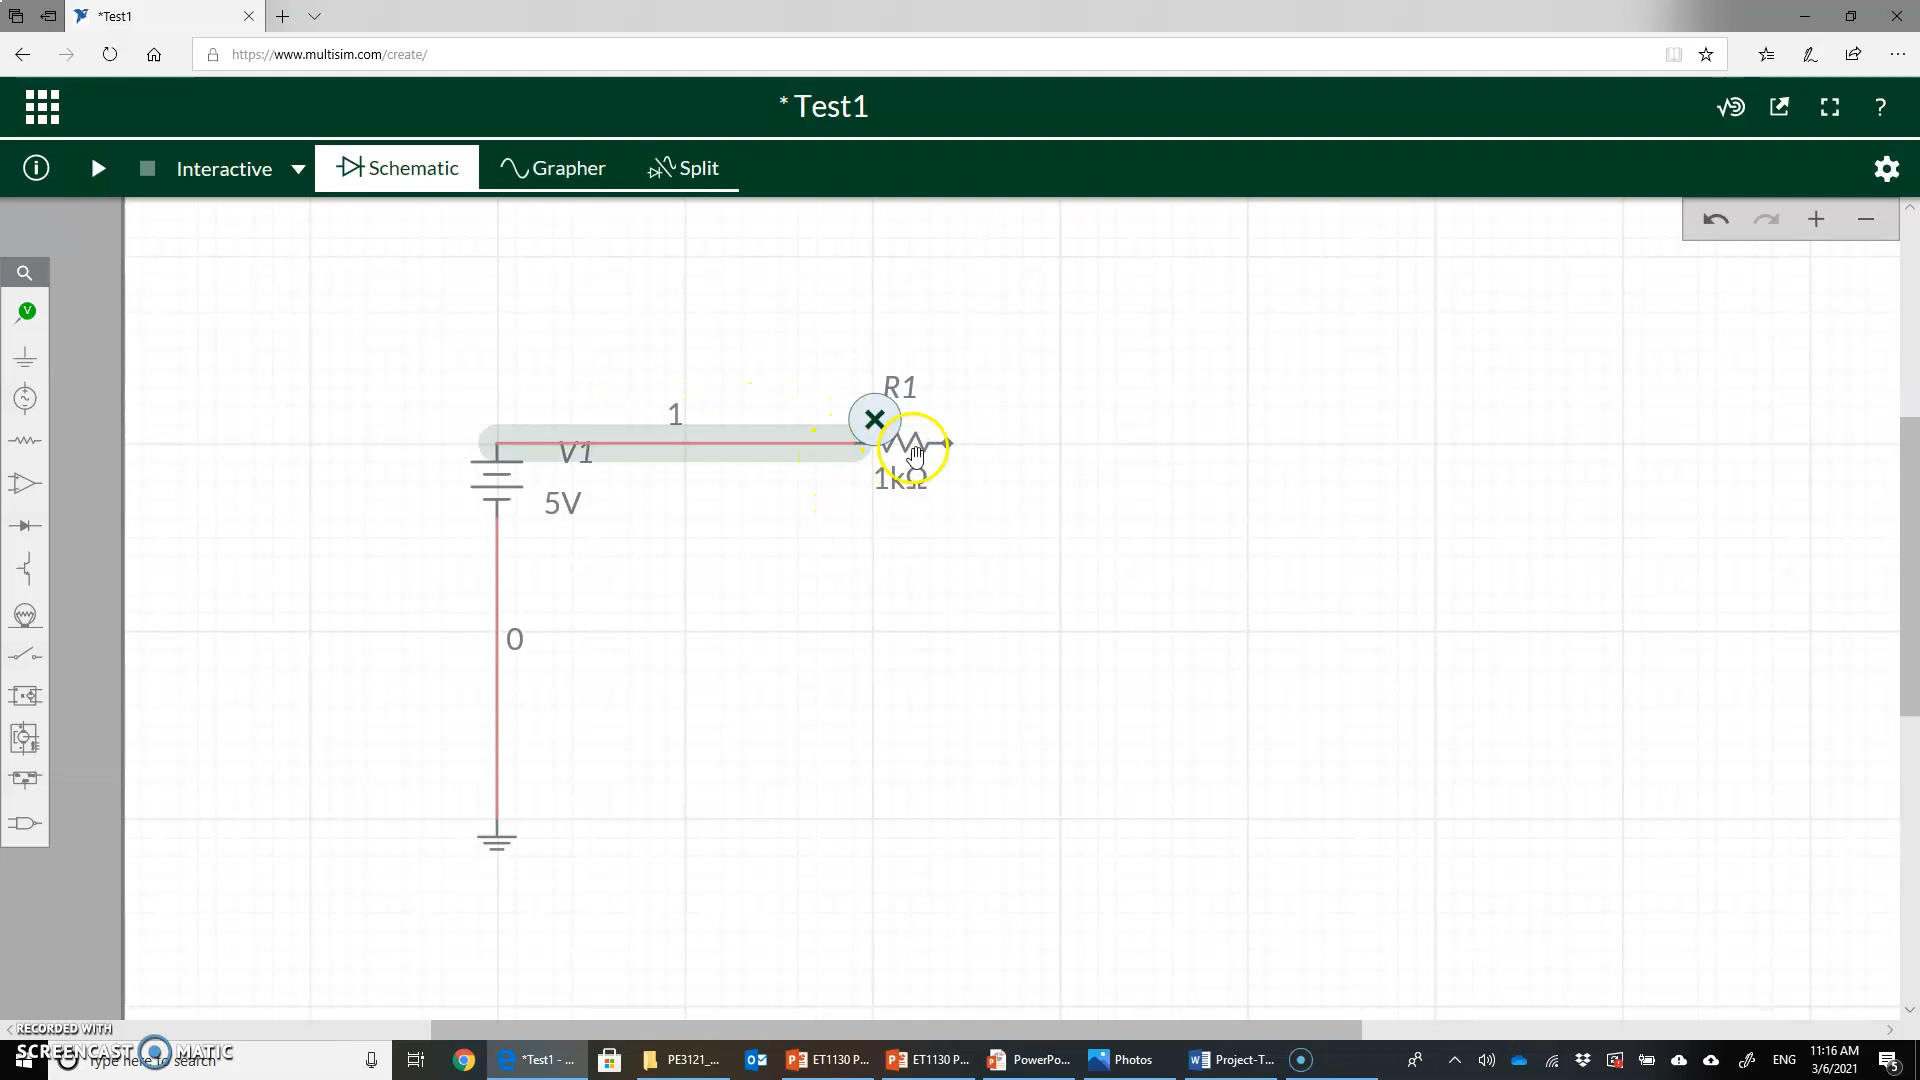 *Test1
https://www.multisim.com/create/
* Test1
Interactive
Schematic
Grapher
Split
R1
1
V1
1kΩ
5V
0
RECORDED WITH
SCREENCAST MATIC
Type here to search
*Test1 - ...
PE3121_...
ET1130 P...
ET1130 P...
PowerPo...
Photos
Project-T...
ENG
11:16 AM
3/6/2021
5